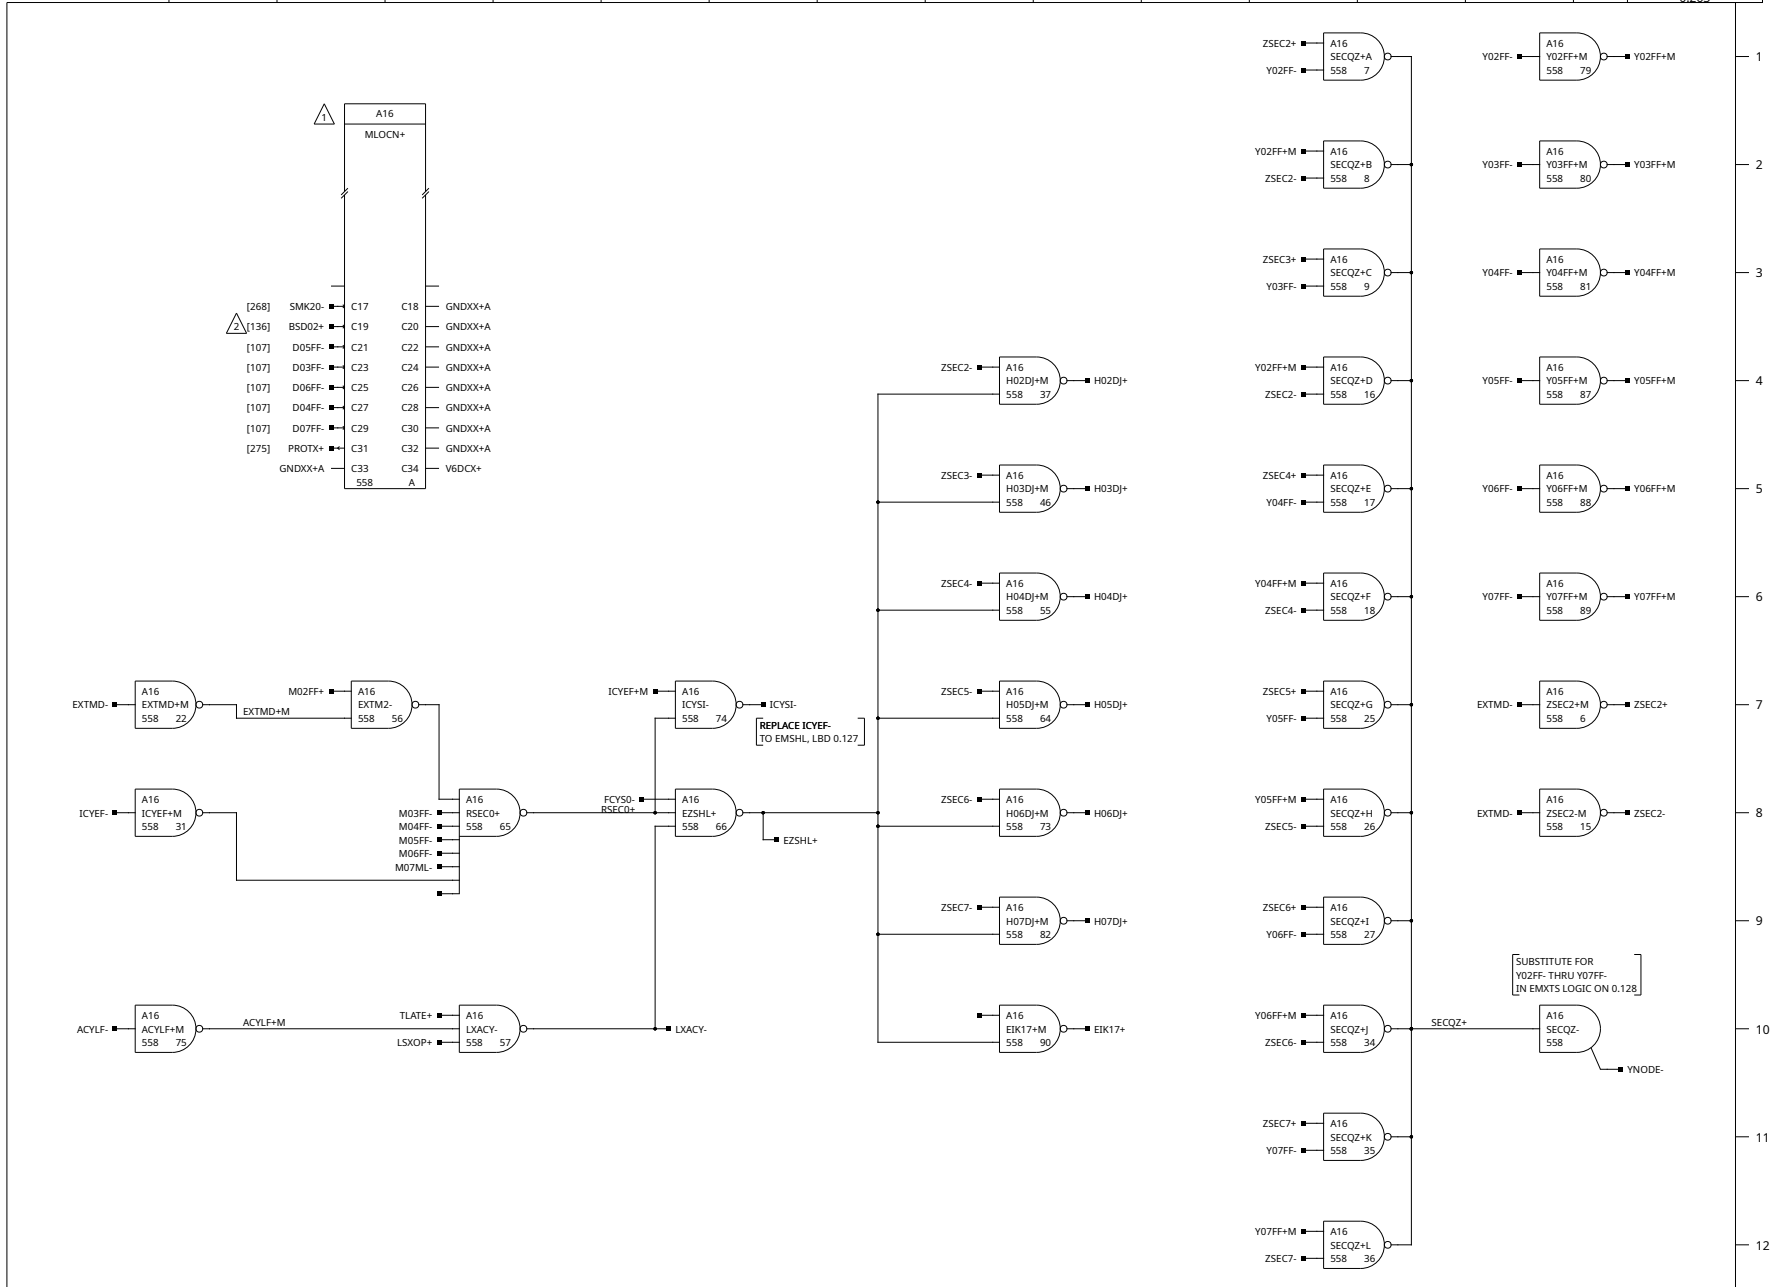 ZSEC2+
Y02FF-
A16
SECQZ+A
558 7
Y02FF-
A16
Y02FF+M
558 79
Y02FF+M
1
1
A16
MLOCN+
Y02FF+M
ZSEC2-
A16
SECQZ+B
558 8
Y03FF-
A16
Y03FF+M
558 80
Y03FF+M
2
ZSEC3+
Y03FF-
A16
SECQZ+C
558 9
Y04FF-
A16
Y04FF+M
558 81
Y04FF+M
3
[268] SMK20- C17 C18 GNDXX+A
2 [136] BSD02+ C19 C20 GNDXX+A
[107] D05FF- C21 C22 GNDXX+A
[107] D03FF- C23 C24 GNDXX+A
[107] D06FF- C25 C26 GNDXX+A
[107] D04FF- C27 C28 GNDXX+A
[107] D07FF- C29 C30 GNDXX+A
[275] PROTX+ C31 C32 GNDXX+A
GNDXX+A C33 C34 V6DCX+
558 A
ZSEC2-
A16
H02DJ+M
558 37
H02DJ+
Y02FF+M
ZSEC2-
A16
SECQZ+D
558 16
Y05FF-
A16
Y05FF+M
558 87
Y05FF+M
4
ZSEC3-
A16
H03DJ+M
558 46
H03DJ+
ZSEC4+
Y04FF-
A16
SECQZ+E
558 17
Y06FF-
A16
Y06FF+M
558 88
Y06FF+M
5
ZSEC4-
A16
H04DJ+M
558 55
H04DJ+
Y04FF+M
ZSEC4-
A16
SECQZ+F
558 18
Y07FF-
A16
Y07FF+M
558 89
Y07FF+M
6
EXTMD-
A16
EXTMD+M
558 22
EXTMD+M
M02FF+
A16
EXTM2-
558 56
ICYEF+M
A16
ICYSI-
558 74
ICYSI-
REPLACE ICYEF-
TO EMSHL, LBD 0.127
ZSEC5-
A16
H05DJ+M
558 64
H05DJ+
ZSEC5+
Y05FF-
A16
SECQZ+G
558 25
EXTMD-
A16
ZSEC2+M
558 6
ZSEC2+
7
ICYEF-
A16
ICYEF+M
558 31
M03FF-
M04FF-
M05FF-
M06FF-
M07ML-
A16
RSEC0+
558 65
FCYS0-
RSEC0+
A16
EZSHL+
558 66
EZSHL+
ZSEC6-
A16
H06DJ+M
558 73
H06DJ+
Y05FF+M
ZSEC5-
A16
SECQZ+H
558 26
EXTMD-
A16
ZSEC2-M
558 15
ZSEC2-
8
ZSEC7-
A16
H07DJ+M
558 82
H07DJ+
ZSEC6+
Y06FF-
A16
SECQZ+I
558 27
9
SUBSTITUTE FOR
Y02FF- THRU Y07FF-
IN EMXTS LOGIC ON 0.128
ACYLF-
A16
ACYLF+M
558 75
ACYLF+M
TLATE+
LSXOP+
A16
LXACY-
558 57
LXACY-
A16
EIK17+M
558 90
EIK17+
Y06FF+M
ZSEC6-
A16
SECQZ+J
558 34
SECQZ+
A16
SECQZ-
558
YNODE-
10
ZSEC7+
Y07FF-
A16
SECQZ+K
558 35
11
Y07FF+M
ZSEC7-
A16
SECQZ+L
558 36
12